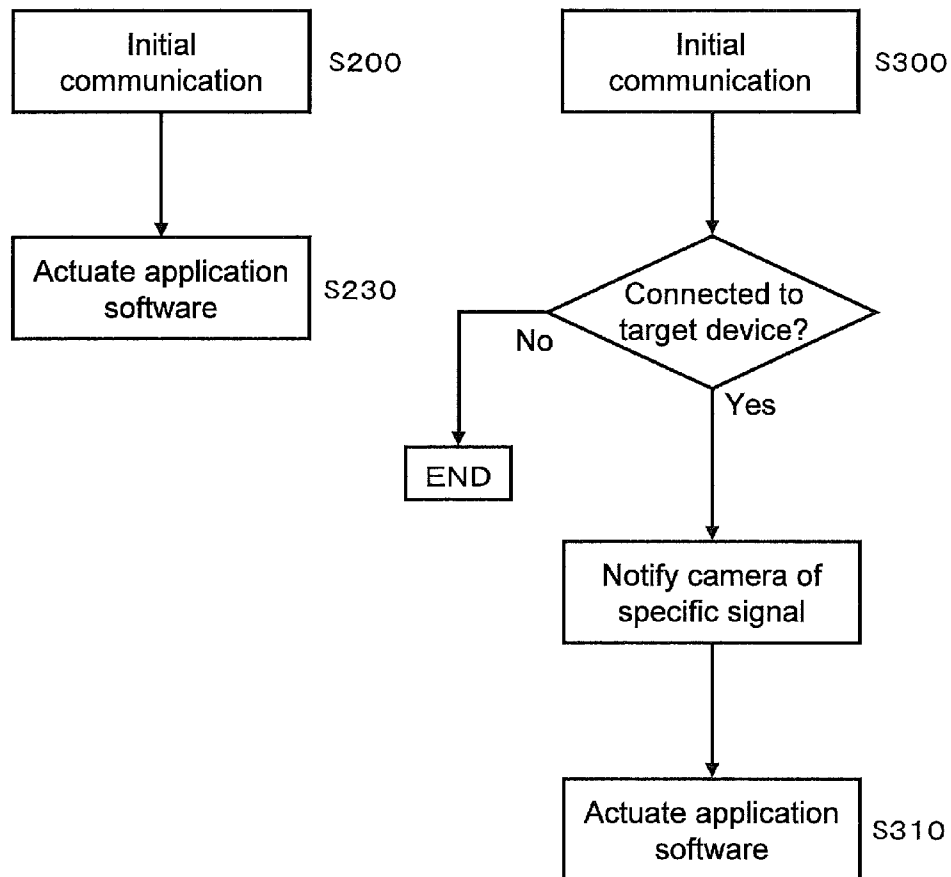 Initial
communication
S200
Actuate application
software
S230
Initial
communication
S300
Connected to
target device?
No
Yes
END
Notify camera of
specific signal
Actuate application
software
S310